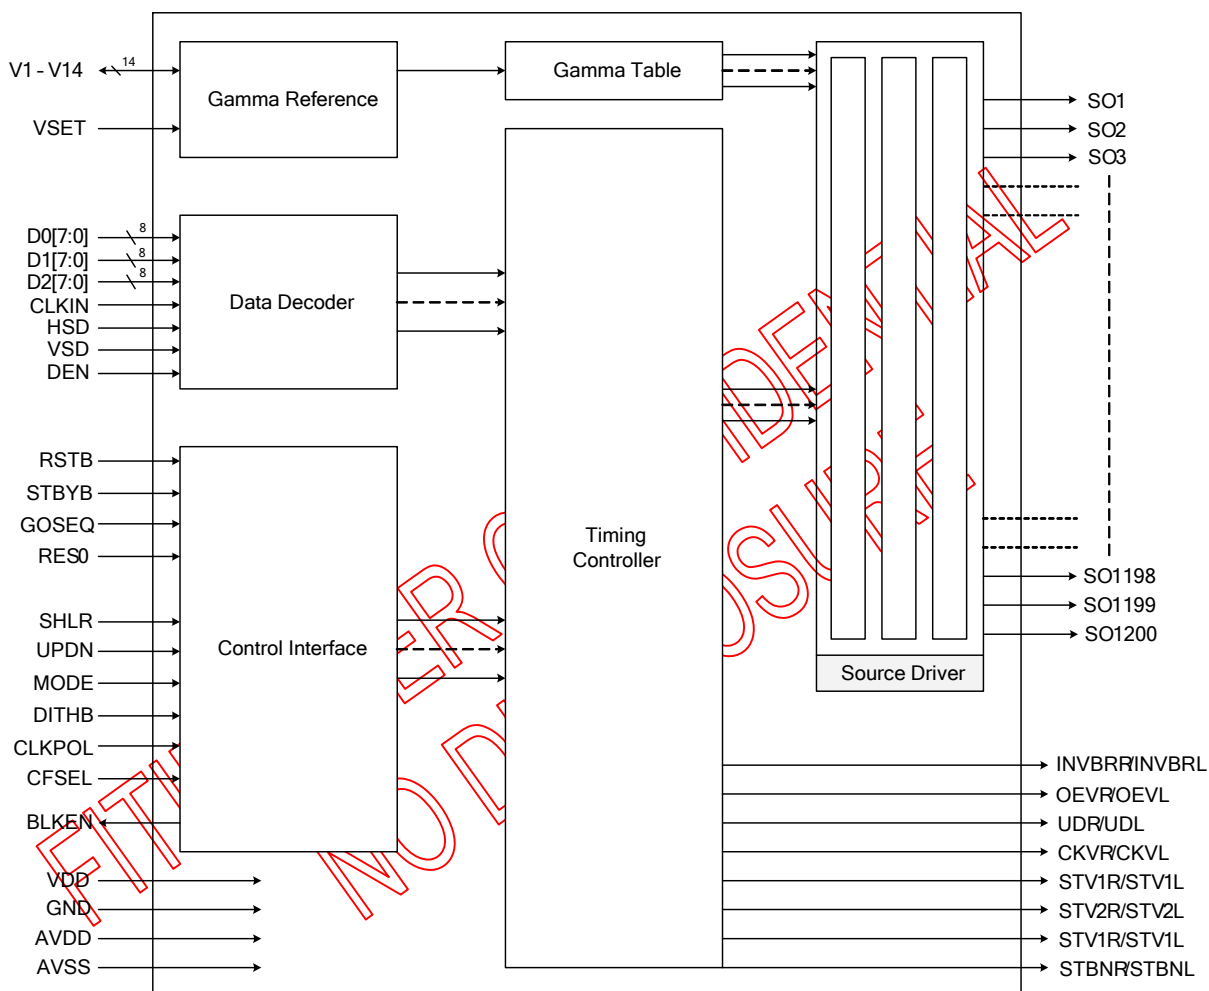 V1 - V14
14
VSET
Gamma Reference
Gamma Table
SO1
SO2
SO3
D0[7:0]
8
D1[7:0]
8
D2[7:0]
8
CLKIN
HSD
VSD
DEN
Data Decoder
RSTB
STBYB
GOSEQ
RES0
SHLR
UPDN
MODE
DITHB
CLKPOL
CFSEL
BLKEN
Control Interface
Timing
Controller
SO1198
SO1199
SO1200
Source Driver
VDD
GND
AVDD
AVSS
INVBRR/INVBRL
OEVR/OEVL
UDR/UDL
CKVR/CKVL
STV1R/STV1L
STV2R/STV2L
STV1R/STV1L
STBNR/STBNL